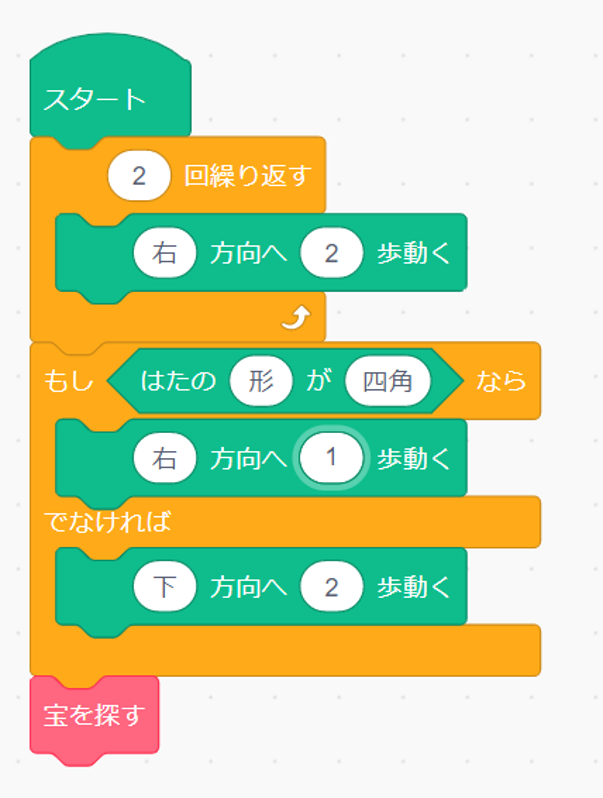 スタート
2 回繰り返す
右 方向へ 2 歩動く
もし はたの 形 が 四角 なら
右 方向へ 1 歩動く
でなければ
下 方向へ 2 歩動く
宝を探す